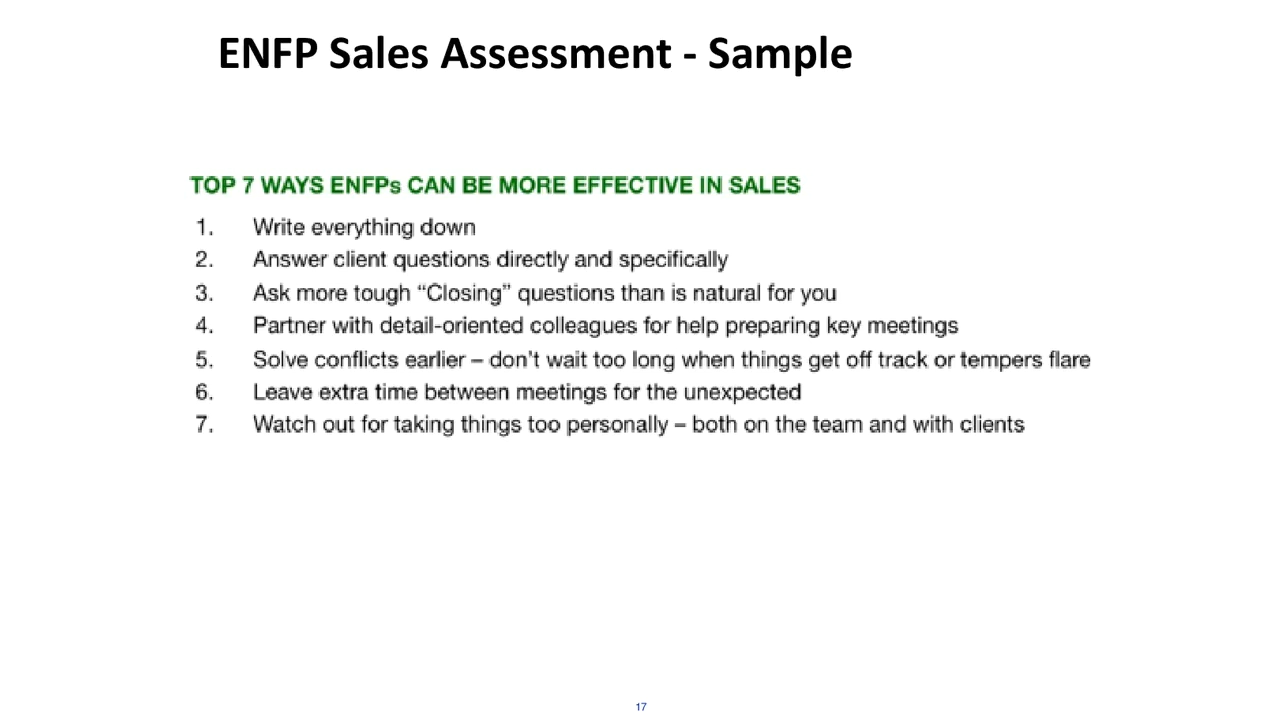 ENFP Sales Assessment - Sample
TOP 7 WAYS ENFPs CAN BE MORE EFFECTIVE IN SALES
1. Write everything down
2. Answer client questions directly and specifically
3. Ask more tough “Closing” questions than is natural for you
4. Partner with detail-oriented colleagues for help preparing key meetings
5. Solve conflicts earlier – don’t wait too long when things get off track or tempers flare
6. Leave extra time between meetings for the unexpected
7. Watch out for taking things too personally – both on the team and with clients
17